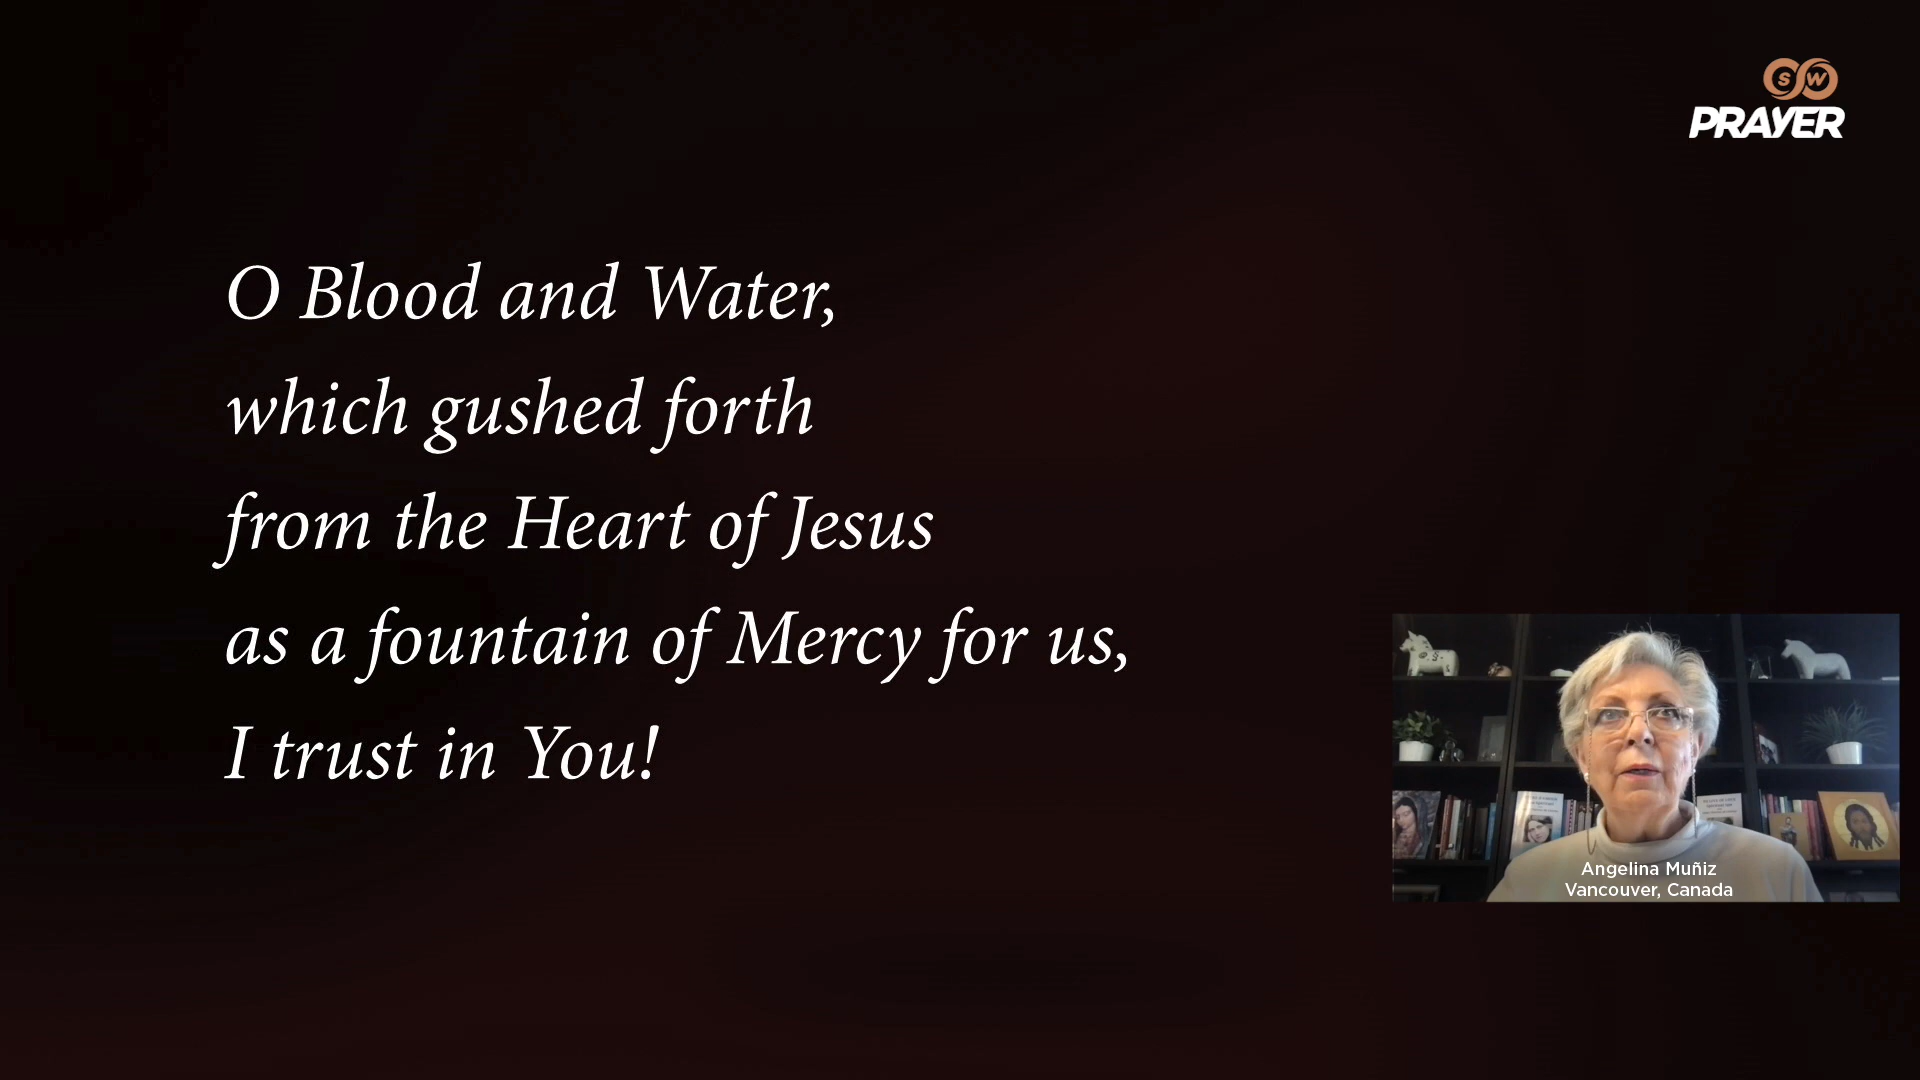 S W
PRAYER
O Blood and Water,
which gushed forth
from the Heart of Jesus
as a fountain of Mercy for us,
I trust in You!
Angelina Muñiz
Vancouver, Canada